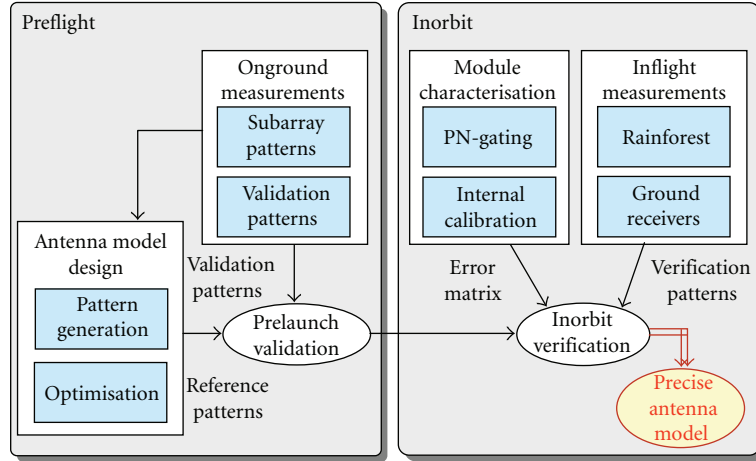 Preflight
Onground
measurements
Subarray
patterns
Validation
patterns
Antenna model
design
Pattern
generation
Optimisation
Validation
patterns
Reference
patterns
Prelaunch
validation
Inorbit
Module
characterisation
PN-gating
Internal
calibration
Inflight
measurements
Rainforest
Ground
receivers
Error
matrix
Verification
patterns
Inorbit
verification
Precise
antenna
model